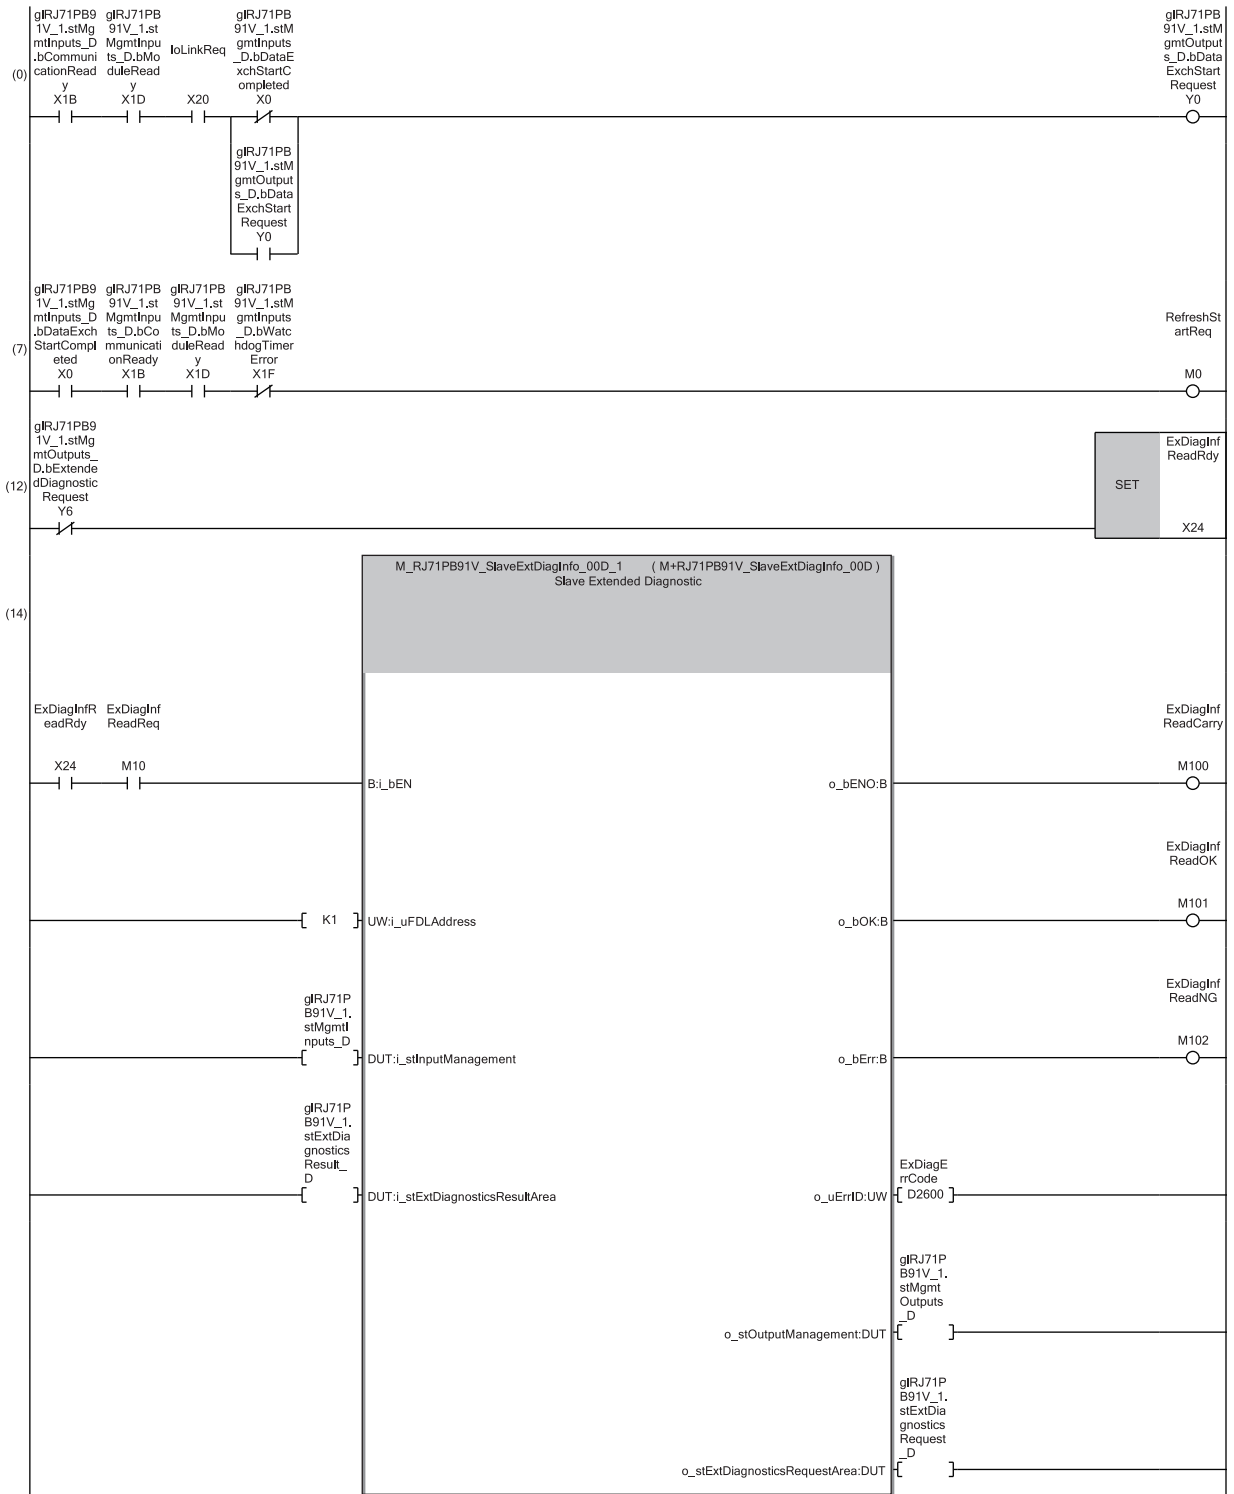 gIRJ71PB9
1V_1.stMg
mtInputs_D
.bCommuni
cationRead
y
X1B
gIRJ71PB
91V_1.st
MgmtInpu
ts_D.bMo
duleRead
y
X1D
IoLinkReq
X20
gIRJ71PB
91V_1.stM
gmtInputs
_D.bDataE
xchStartC
ompleted
X0
gIRJ71PB
91V_1.stM
gmtOutput
s_D.bData
ExchStart
Request
Y0
(0)
gIRJ71PB
91V_1.stM
gmtOutput
s_D.bData
ExchStart
Request
Y0
gIRJ71PB9
1V_1.stMg
mtInputs_D
.bDataExch
StartCompl
eted
X0
gIRJ71PB
91V_1.st
MgmtInpu
ts_D.bCo
mmunicati
onReady
X1B
gIRJ71PB
91V_1.st
MgmtInpu
ts_D.bMo
duleRead
y
X1D
gIRJ71PB
91V_1.stM
gmtInputs
_D.bWatc
hdogTimer
Error
X1F
RefreshSt
artReq
M0
(7)
gIRJ71PB9
1V_1.stMg
mtOutputs_
D.bExtende
dDiagnostic
Request
Y6
(12)
SET
ExDiagInf
ReadRdy
X24
(14)
M_RJ71PB91V_SlaveExtDiagInfo_00D_1 ( M+RJ71PB91V_SlaveExtDiagInfo_00D )
Slave Extended Diagnostic
ExDiagInfR
eadRdy
X24
ExDiagInf
ReadReq
M10
B:i_bEN
o_bENO:B
ExDiagInf
ReadCarry
M100
K1
UW:i_uFDLAddress
o_bOK:B
ExDiagInf
ReadOK
M101
gIRJ71P
B91V_1.
stMgmtI
nputs_D
DUT:i_stInputManagement
o_bErr:B
ExDiagInf
ReadNG
M102
gIRJ71P
B91V_1.
stExtDia
gnostics
Result_
D
DUT:i_stExtDiagnosticsResultArea
o_uErrID:UW
ExDiagE
rrCode
D2600
o_stOutputManagement:DUT
gIRJ71P
B91V_1.
stMgmt
Outputs
_D
o_stExtDiagnosticsRequestArea:DUT
gIRJ71P
B91V_1.
stExtDia
gnostics
Request
_D